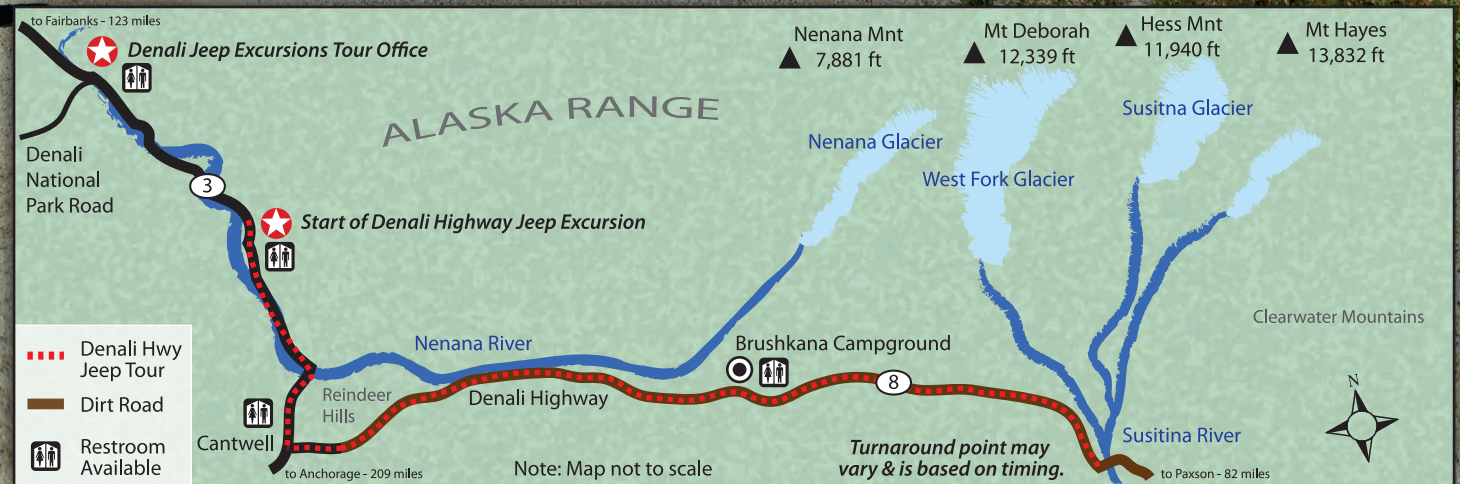 to Fairbanks - 123 miles
Denali Jeep Excursions Tour Office
Nenana Mnt
7,881 ft
Mt Deborah
12,339 ft
Hess Mnt
11,940 ft
Mt Hayes
13,832 ft
ALASKA RANGE
Susitna Glacier
Nenana Glacier
West Fork Glacier
Denali
National
Park Road
3
Start of Denali Highway Jeep Excursion
Clearwater Mountains
Nenana River
Brushkana Campground
Denali Hwy
Jeep Tour
Dirt Road
Restroom
Available
Reindeer
Hills
Denali Highway
8
N
Cantwell
Susitina River
Turnaround point may
vary & is based on timing.
Note: Map not to scale
to Anchorage - 209 miles
to Paxson - 82 miles